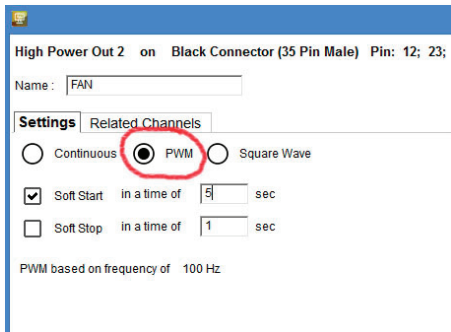 High Power Out 2 on Black Connector (35 Pin Male) Pin: 12; 23;
Name : FAN
Settings Related Channels
Continuous PWM Square Wave
Soft Start in a time of 5 sec
Soft Stop in a time of 1 sec
PWM based on frequency of 100 Hz